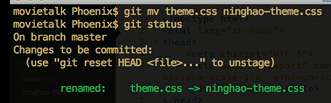 movietalk Phoenix$ git mv theme.css ninghao-theme.css
movietalk Phoenix$ git status
On branch master
Changes to be committed:
(use "git reset HEAD <file>..." to unstage)
renamed: theme.css -> ninghao-theme.css